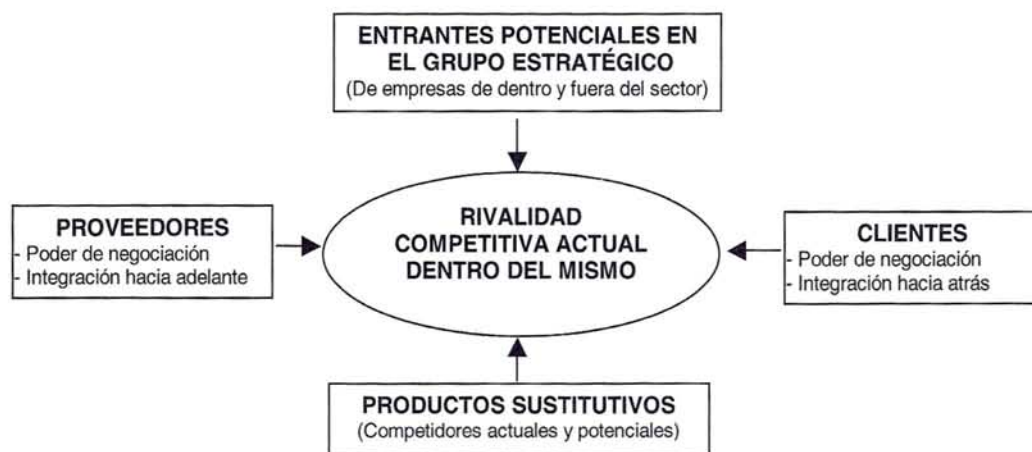 ENTRANTES POTENCIALES EN
EL GRUPO ESTRATÉGICO
(De empresas de dentro y fuera del sector)
PROVEEDORES
- Poder de negociación
- Integración hacia adelante
RIVALIDAD
COMPETITIVA ACTUAL
DENTRO DEL MISMO
CLIENTES
- Poder de negociación
- Integración hacia atrás
PRODUCTOS SUSTITUTIVOS
(Competidores actuales y potenciales)